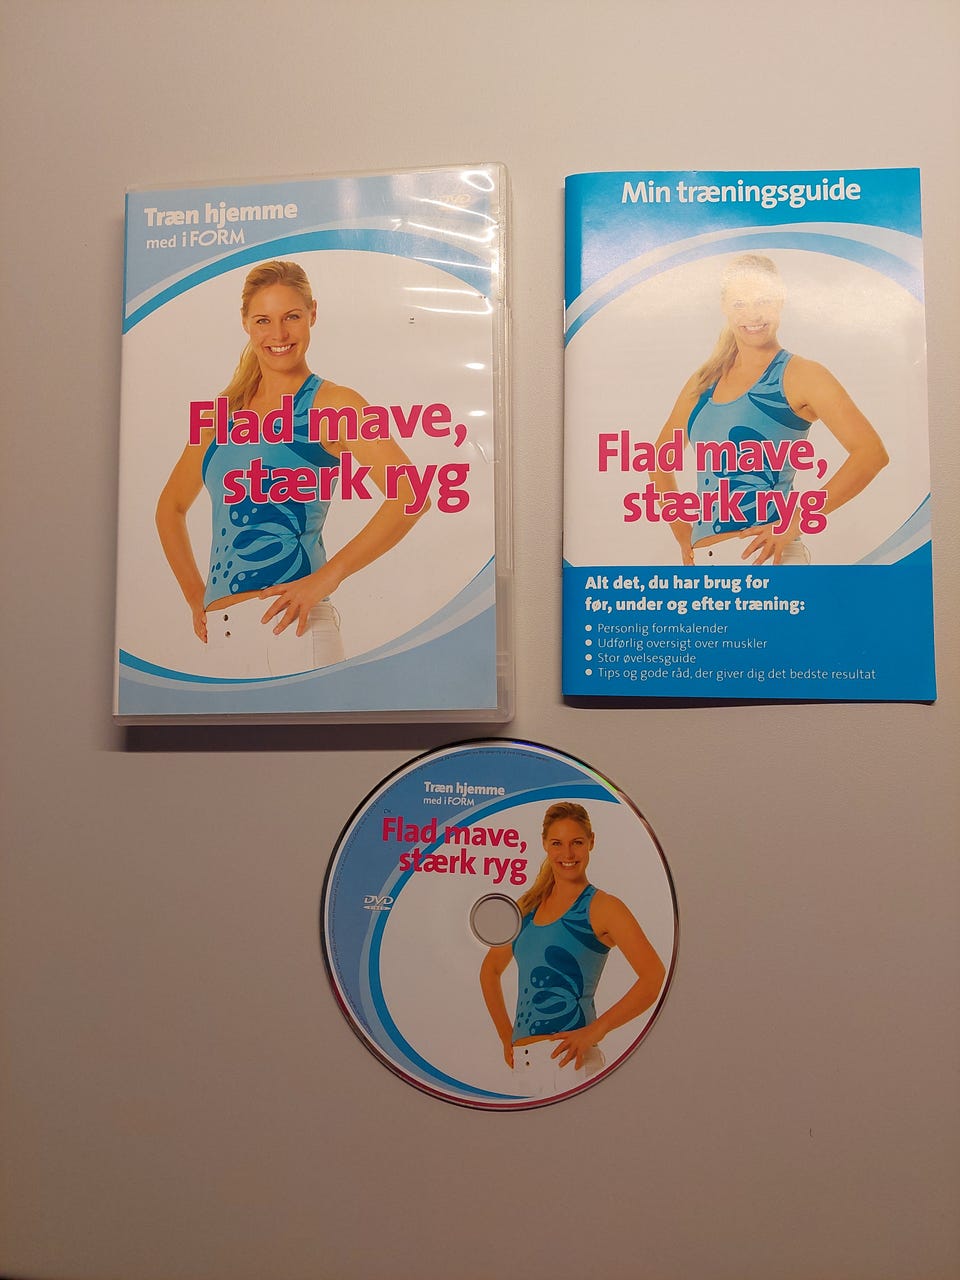 Træn hjemme
med iFORM
DVD
Flad mave,
stærk ryg
Min træningsguide
Flad mave,
stærk ryg
Alt det, du har brug for
før, under og efter træning:
Personlig formkalender
Udførlig oversigt over muskler
Stor øvelsesguide
Tips og gode råd, der giver dig det bedste resultat
Træn hjemme
med iFORM
Flad mave,
stærk ryg
DVD
VIDEO